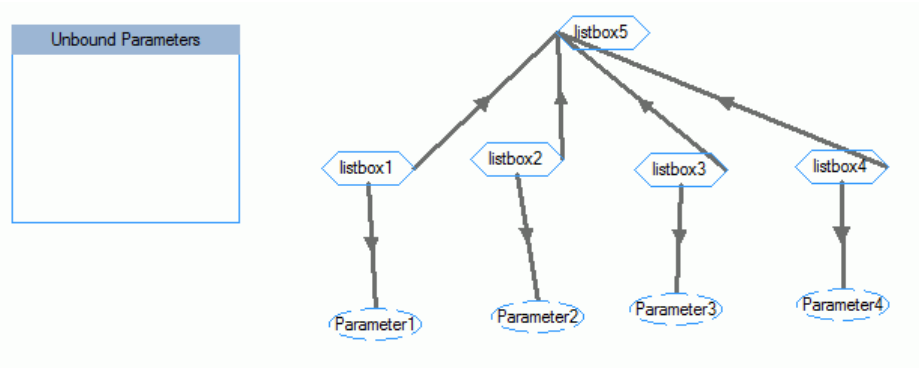 Unbound Parameters
listbox5
listbox1
listbox2
listbox3
listbox4
Parameter1
Parameter2
Parameter3
Parameter4